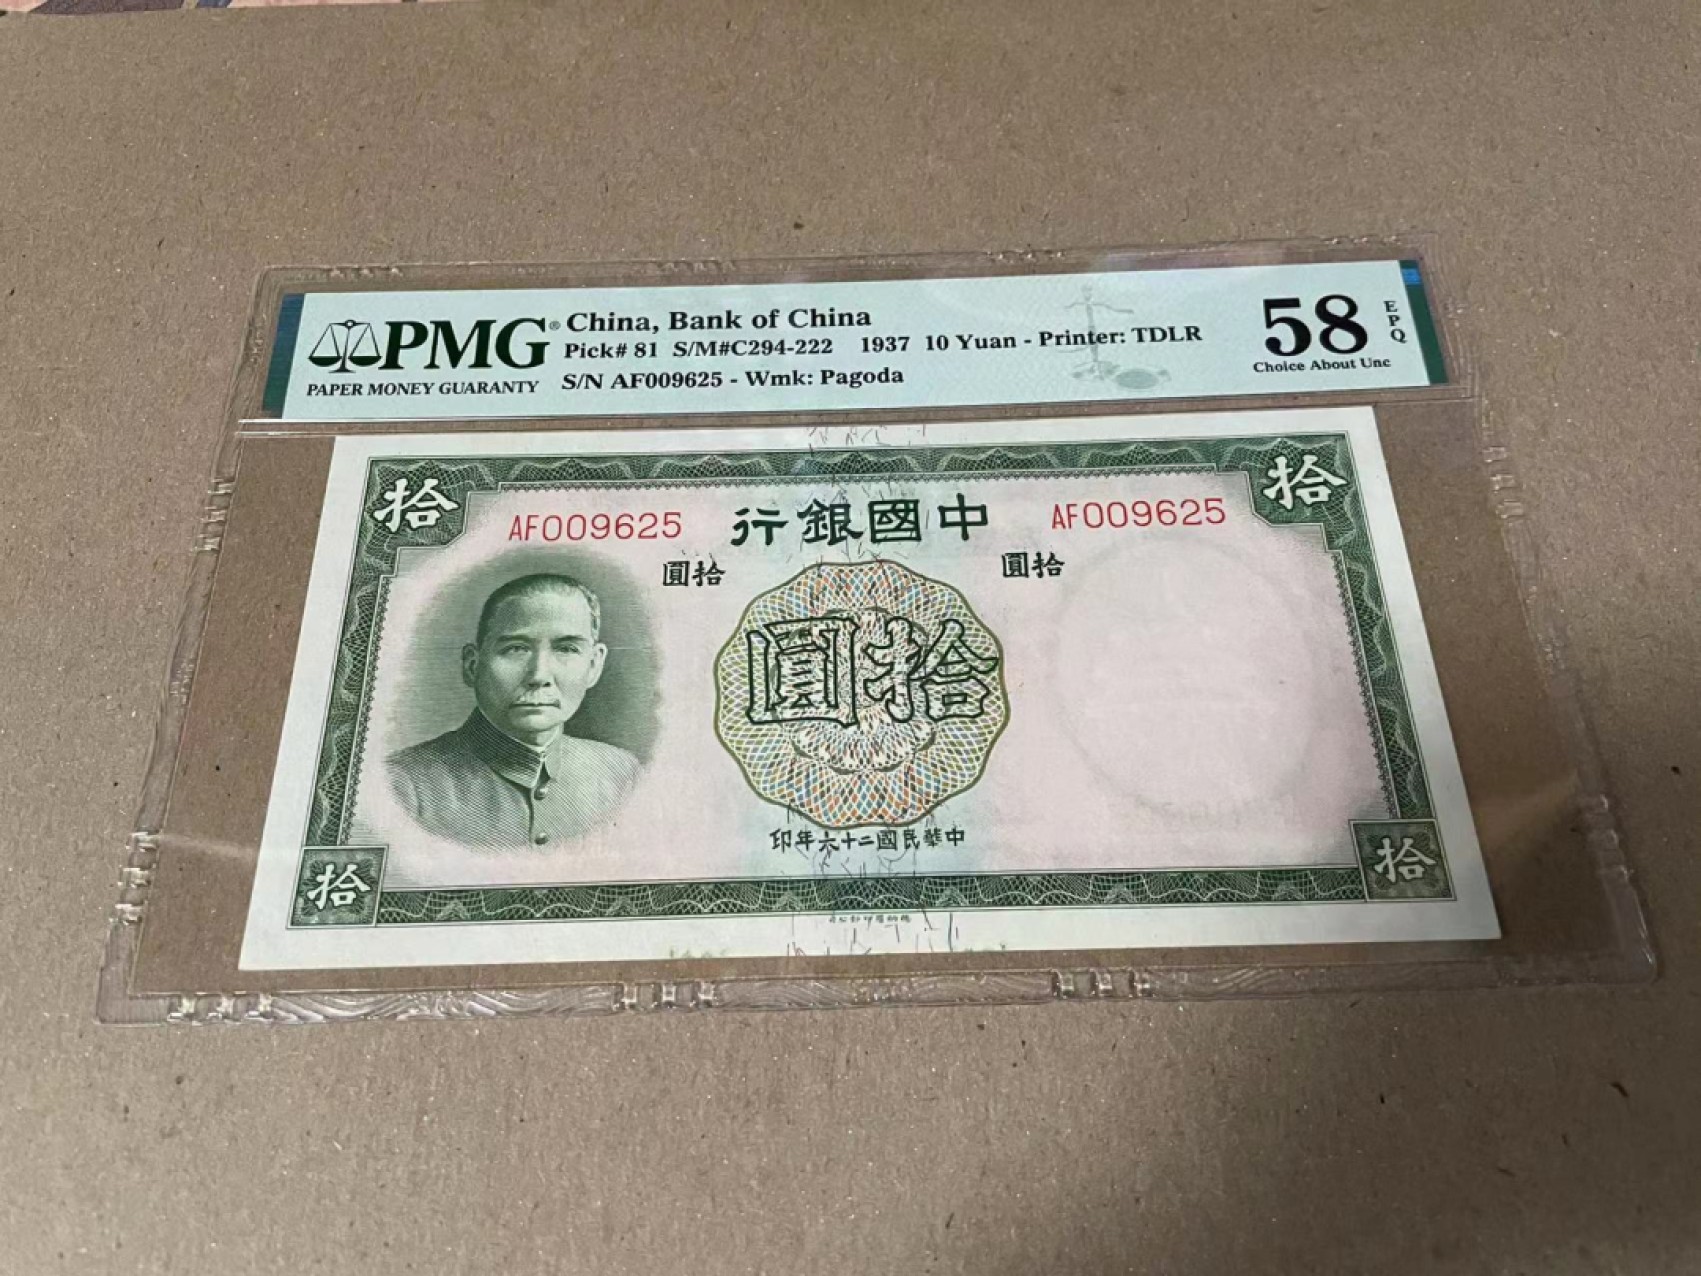 PMG®
PAPER MONEY GUARANTY
China, Bank of China
Pick# 81 S/M#C294-222 1937 10 Yuan - Printer: TDLR
S/N AF009625 - Wmk: Pagoda
58
EPQ
Choice About Unc
拾
拾
AF009625
行銀國中
AF009625
圓拾
圓拾
圓拾
印年六十二國民華中
拾
拾